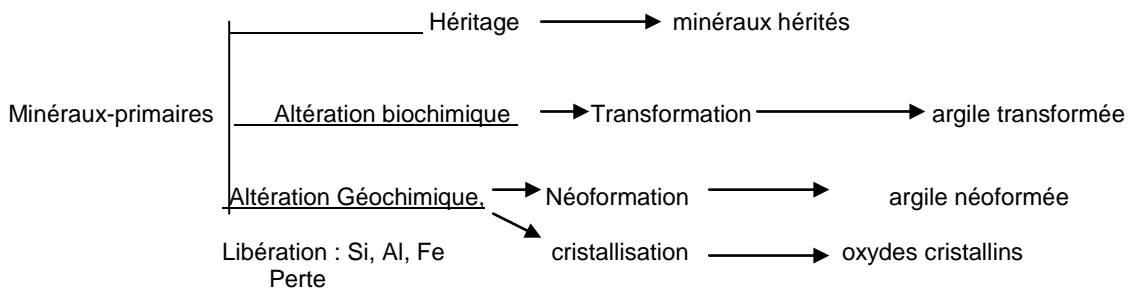 Héritage minéraux hérités
Minéraux-primaires Altération biochimique Transformation argile transformée
Altération Géochimique, Néoformation argile néoformée
Libération : Si, Al, Fe cristallisation oxydes cristallins
Perte